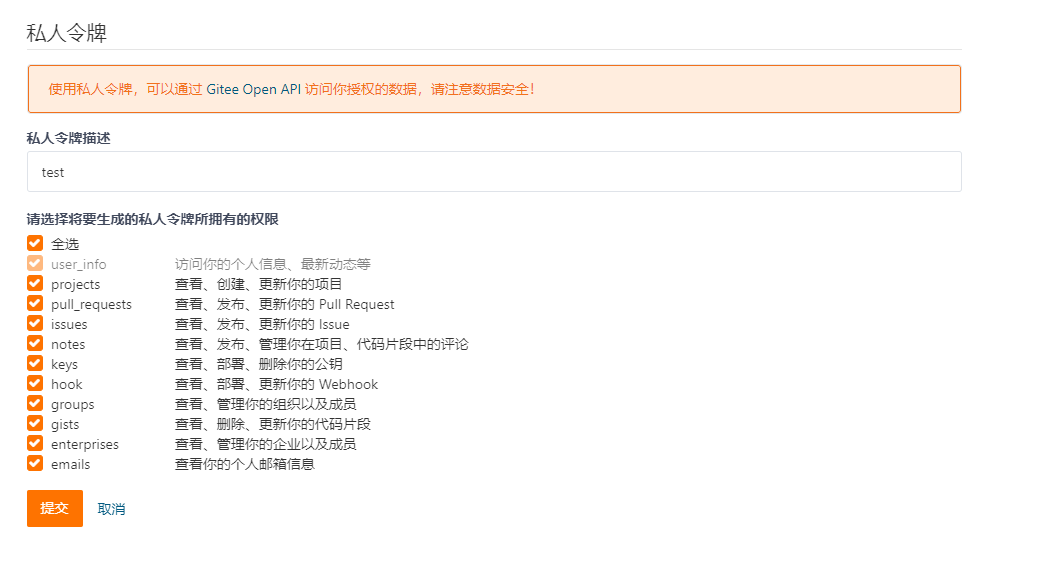 私人令牌
使用私人令牌，可以通过 Gitee Open API 访问你授权的数据，请注意数据安全！
私人令牌描述
test
请选择将要生成的私人令牌所拥有的权限
全选
user_info 访问你的个人信息、最新动态等
projects 查看、创建、更新你的项目
pull_requests 查看、发布、更新你的 Pull Request
issues 查看、发布、更新你的 Issue
notes 查看、发布、管理你在项目、代码片段中的评论
keys 查看、部署、删除你的公钥
hook 查看、部署、更新你的 Webhook
groups 查看、管理你的组织以及成员
gists 查看、删除、更新你的代码片段
enterprises 查看、管理你的企业以及成员
emails 查看你的个人邮箱信息
提交 取消